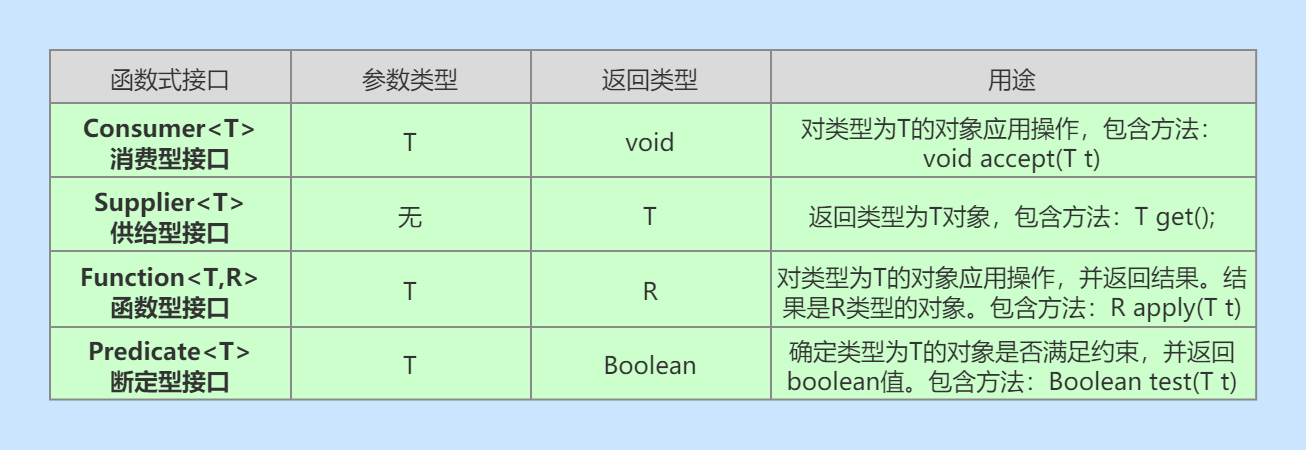 函数式接口 参数类型 返回类型 用途
Consumer<T>
消费型接口
T
void
对类型为T的对象应用操作，包含方法：
void accept(T t)
Supplier<T>
供给型接口
无
T
返回类型为T对象，包含方法：T get();
Function<T,R>
函数型接口
T
R
对类型为T的对象应用操作，并返回结果。结
果是R类型的对象。包含方法：R apply(T t)
Predicate<T>
断定型接口
T
Boolean
确定类型为T的对象是否满足约束，并返回
boolean值。包含方法：Boolean test(T t)